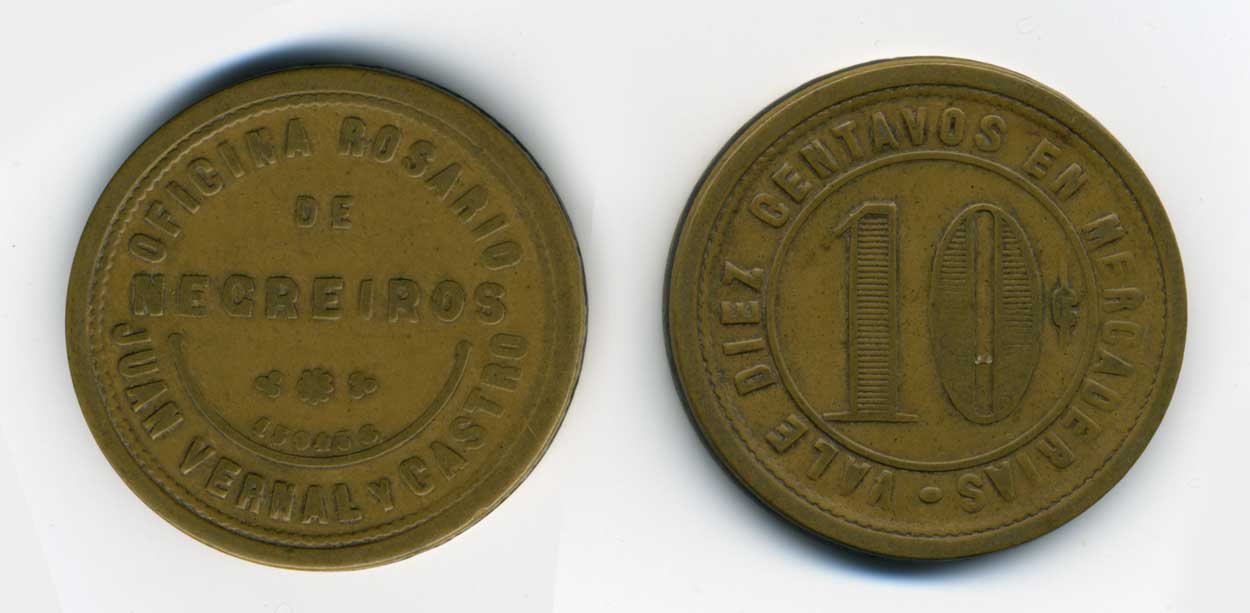 OFICINA ROSARIO
DE
NEGREIROS
JUAN VERNAL Y CASTRO
VALE DIEZ CENTAVOS EN MERCADERIAS
10